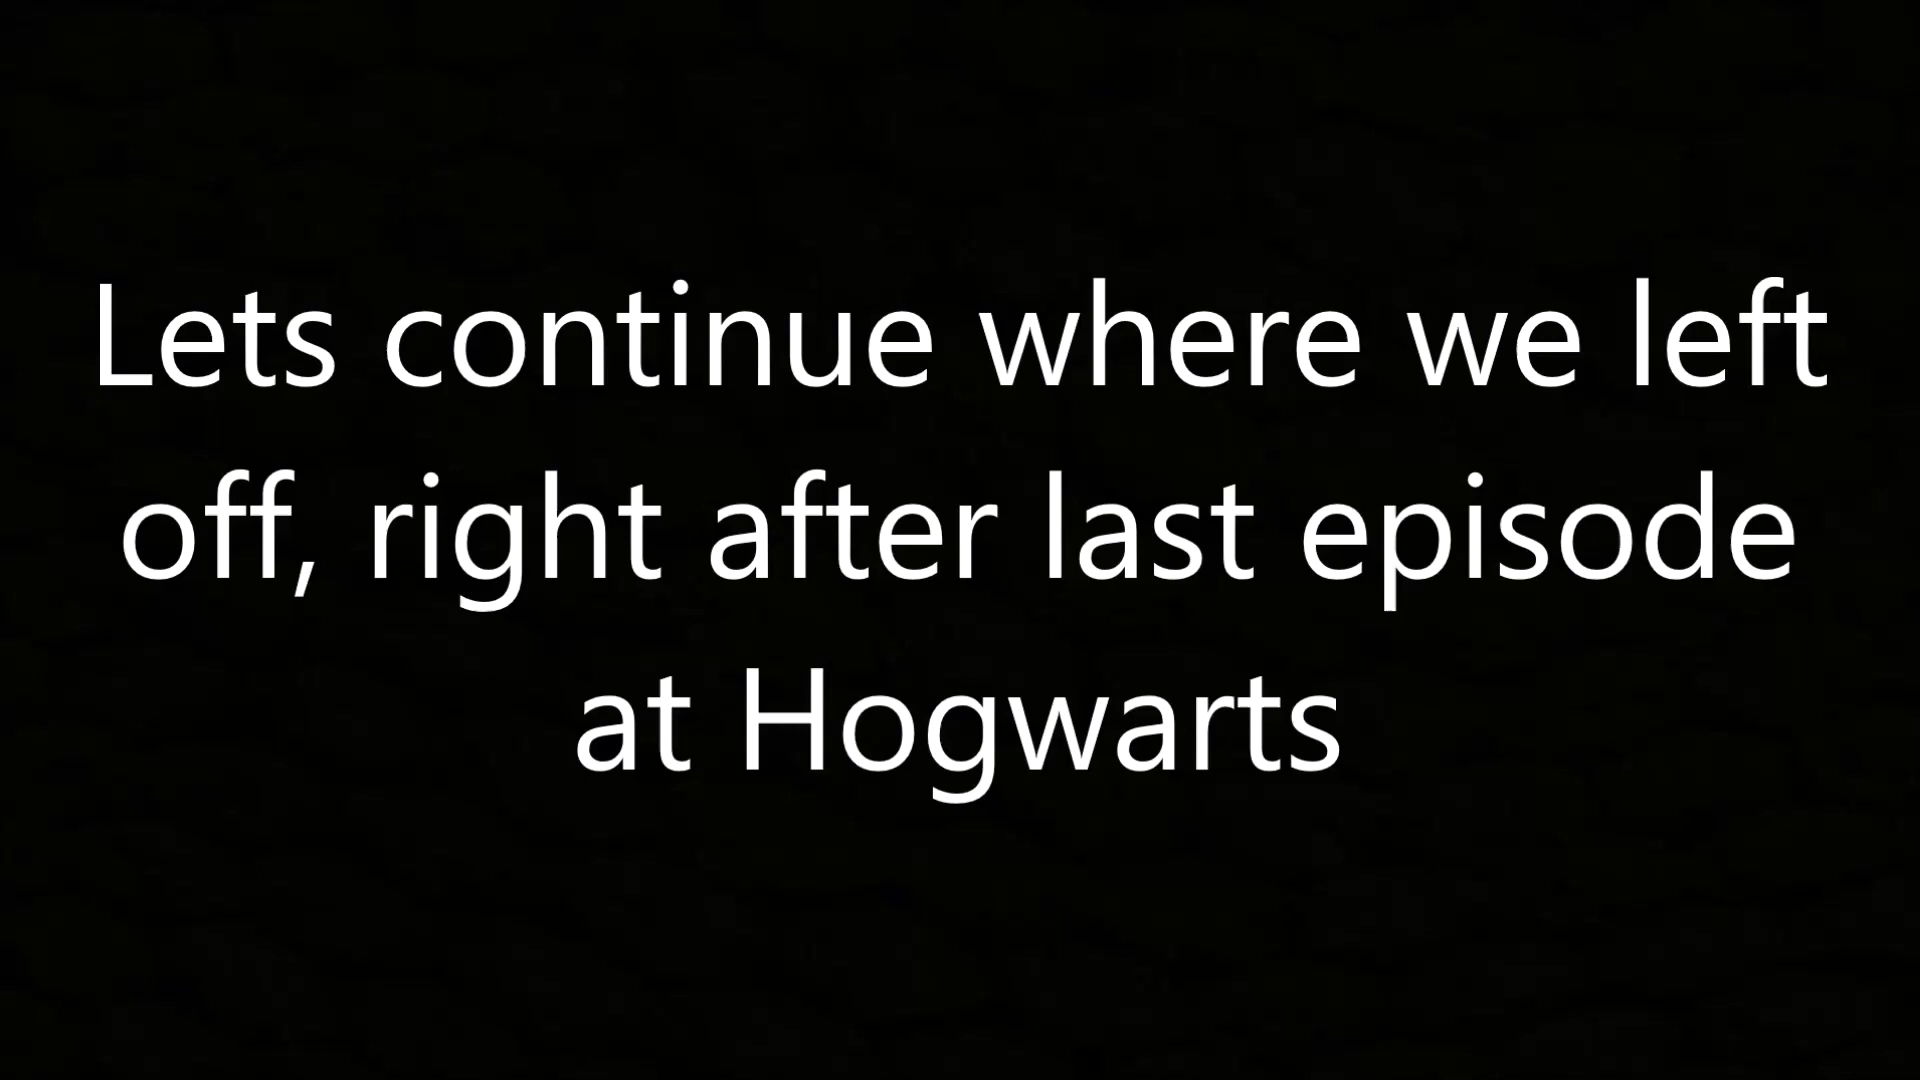 Lets continue where we left
off, right after last episode
at Hogwarts